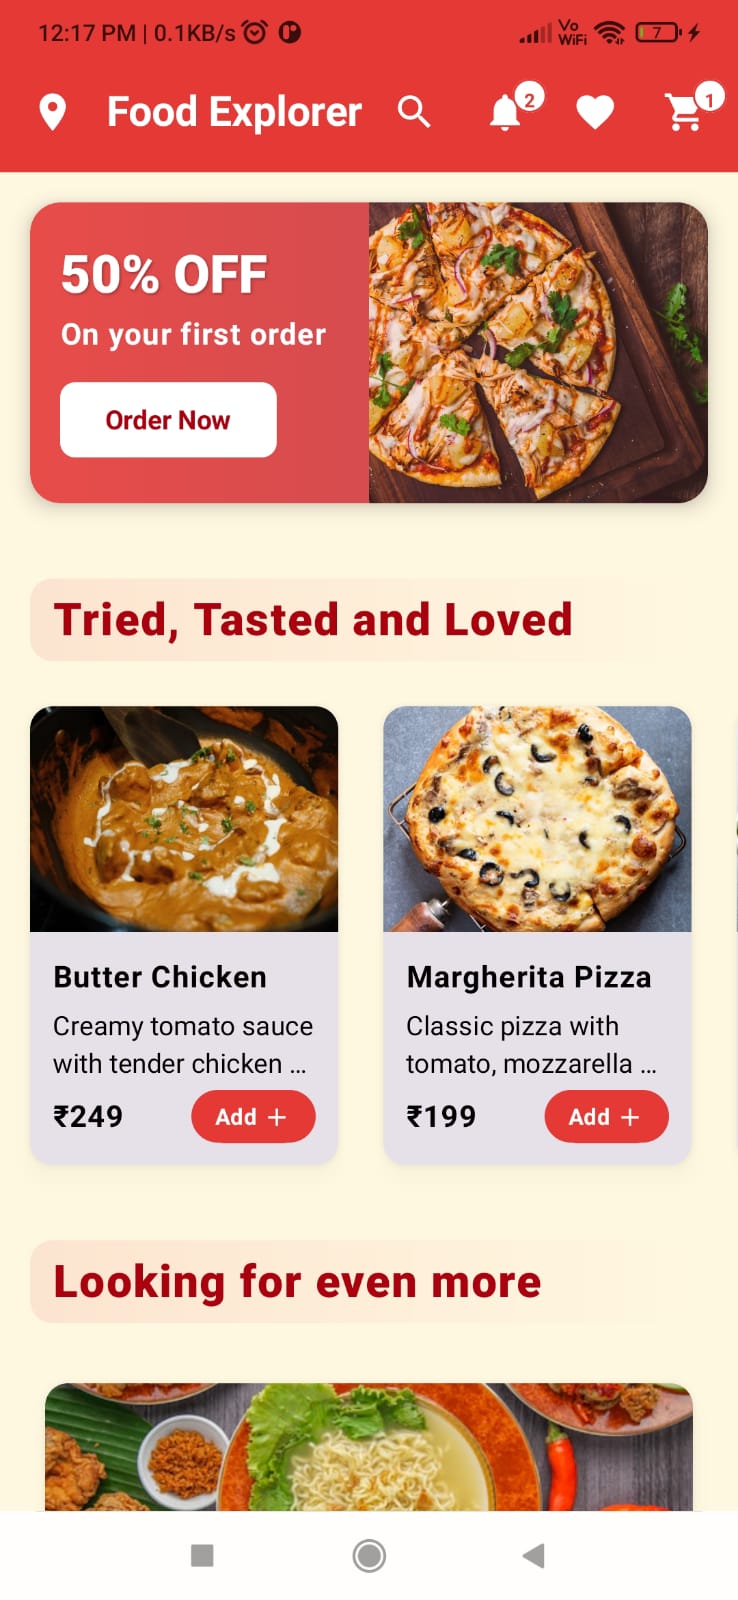 12:17 PM | 0.1KB/s
Vo
WiFi
7
Food Explorer
2
1
50% OFF
On your first order
Order Now
Tried, Tasted and Loved
Butter Chicken
Creamy tomato sauce
with tender chicken ...
₹249
Add +
Margherita Pizza
Classic pizza with
tomato, mozzarella ...
₹199
Add +
Looking for even more